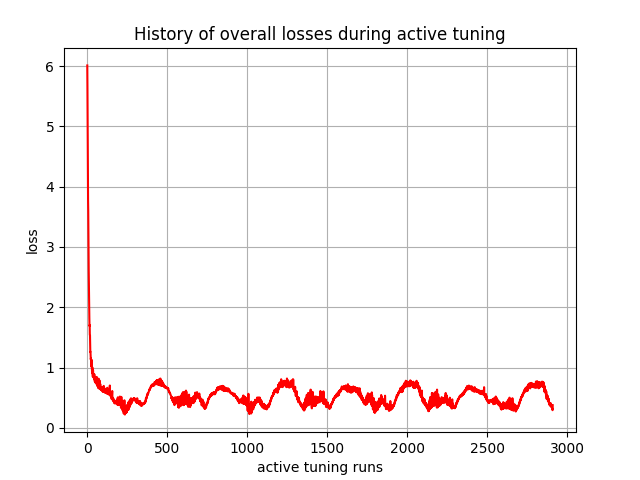 History of overall losses during active tuning
6
5
4
3
2
1
0
loss
0 500 1000 1500 2000 2500 3000
active tuning runs